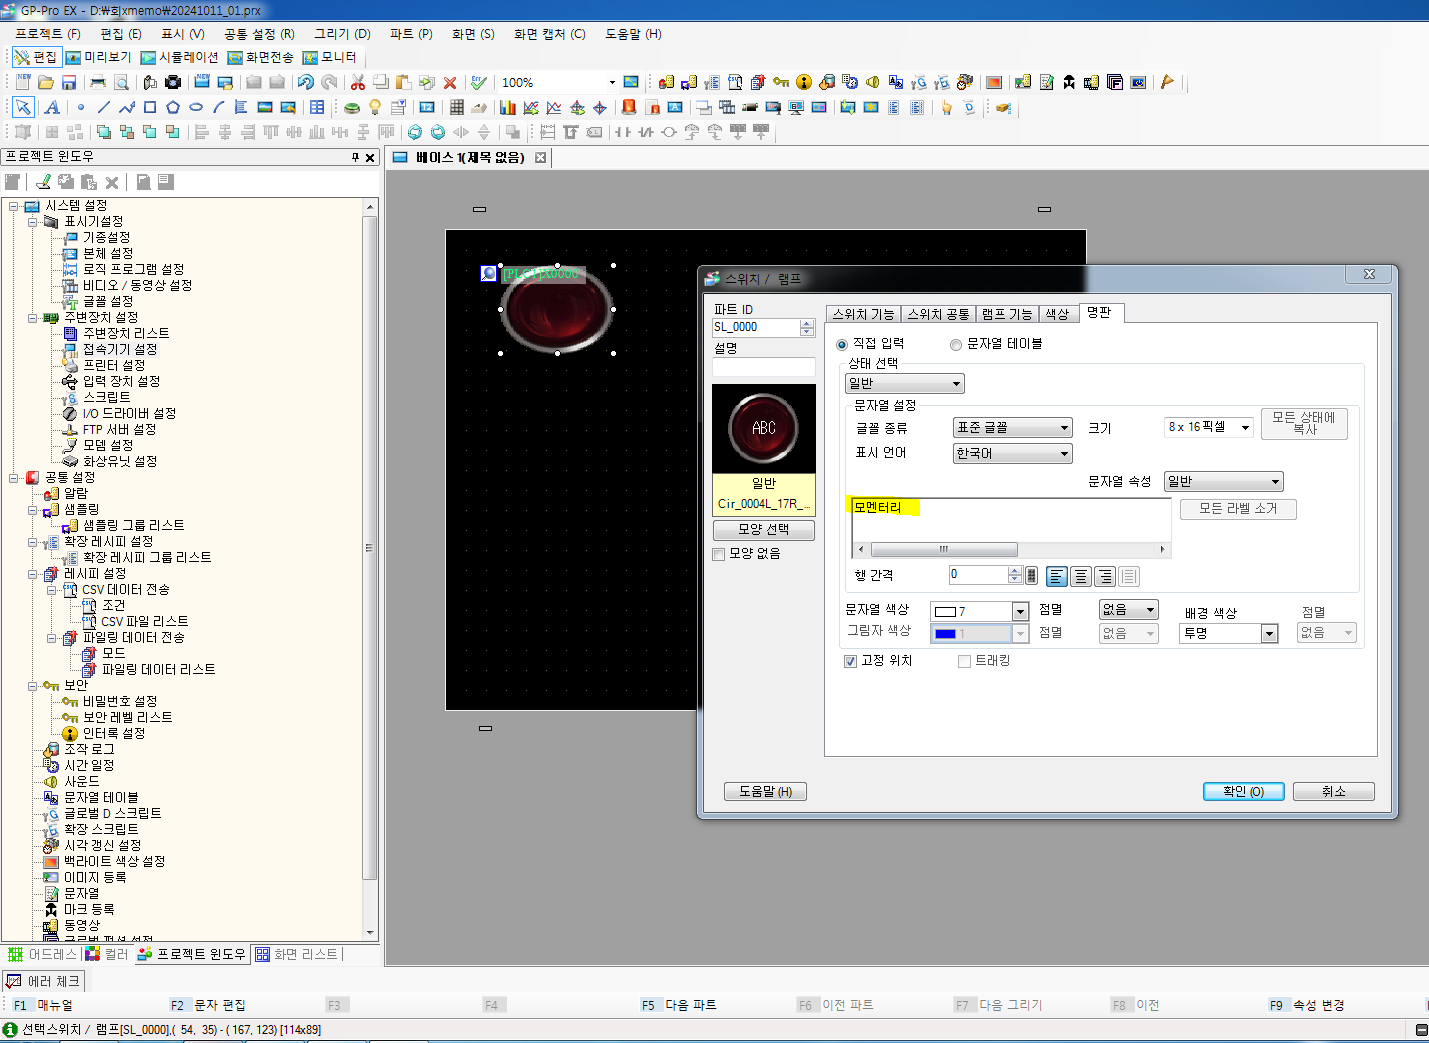 GP-Pro EX - D:₩회xmemo₩20241011_01.prx
프로젝트 (F) 편집 (E) 표시 (V) 공통 설정 (R) 그리기 (D) 파트 (P) 화면 (S) 화면 캡처 (C) 도움말 (H)
편집 미리보기 시뮬레이션 화면전송 모니터
100%
프로젝트 윈도우
베이스 1(제목 없음)
시스템 설정
표시기설정
기종설정
본체 설정
로직 프로그램 설정
비디오 / 동영상 설정
글꼴 설정
주변장치 설정
주변장치 리스트
접속기기 설정
프린터 설정
입력 장치 설정
스크립트
I/O 드라이버 설정
FTP 서버 설정
모뎀 설정
화상유닛 설정
공통 설정
알람
샘플링
샘플링 그룹 리스트
확장 레시피 설정
확장 레시피 그룹 리스트
레시피 설정
CSV 데이터 전송
조건
CSV 파일 리스트
파일링 데이터 전송
모드
파일링 데이터 리스트
보안
비밀번호 설정
보안 레벨 리스트
인터록 설정
조작 로그
시간 일정
사운드
문자열 테이블
글로벌 D 스크립트
확장 스크립트
시각 갱신 설정
백라이트 색상 설정
이미지 등록
문자열
마크 등록
동영상
어드레스 컬러 프로젝트 윈도우 화면 리스트
에러 체크
스위치 / 램프
파트 ID
SL_0000
설명
ABC
일반
Cir_0004L_17R_...
모양 선택
모양 없음
스위치 기능 스위치 공통 램프 기능 색상 명판
직접 입력 문자열 테이블
상태 선택
일반
문자열 설정
글꼴 종류 표준 글꼴 크기 8 x 16 픽셀 모든 상태에 복사
표시 언어 한국어
문자열 속성 일반
모멘터리
모든 라벨 소거
행 간격 0
문자열 색상 7 점멸 없음 배경 색상 점멸
그림자 색상 1 점멸 없음 투명 없음
고정 위치 트래킹
도움말 (H) 확인 (O) 취소
F1 매뉴얼 F2 문자 편집 F3 F4 F5 다음 파트 F6 이전 파트 F7 다음 그리기 F8 이전 F9 속성 변경
선택스위치 / 램프[SL_0000],( 54, 35) - ( 167, 123) [114x89]